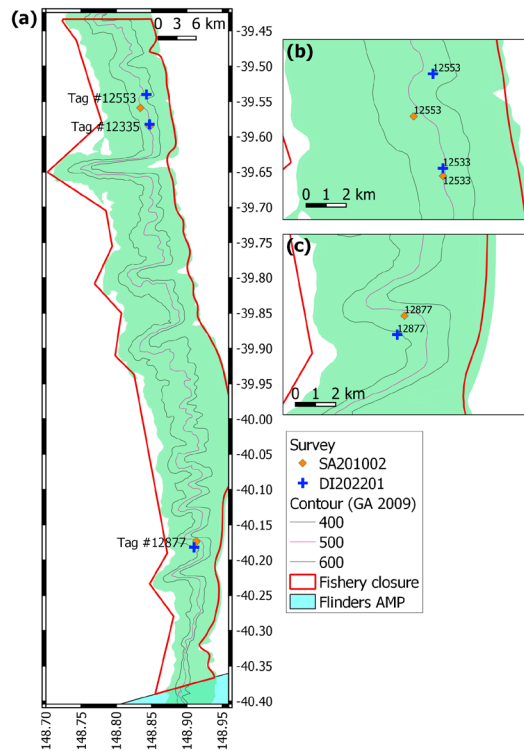 (a)
0 3 6 km
-39.45
-39.50
Tag #12553
-39.55
Tag #12335
-39.60
-39.65
-39.70
-39.75
-39.80
-39.85
-39.90
-39.95
-40.00
-40.05
-40.10
-40.15
Tag #12877
-40.20
-40.25
-40.30
-40.35
-40.40
148.70
148.75
148.80
148.85
148.90
148.95
(b)
12553
12553
12533
12533
0 1 2 km
(c)
12877
12877
0 1 2 km
Survey
SA201002
DI202201
Contour (GA 2009)
400
500
600
Fishery closure
Flinders AMP